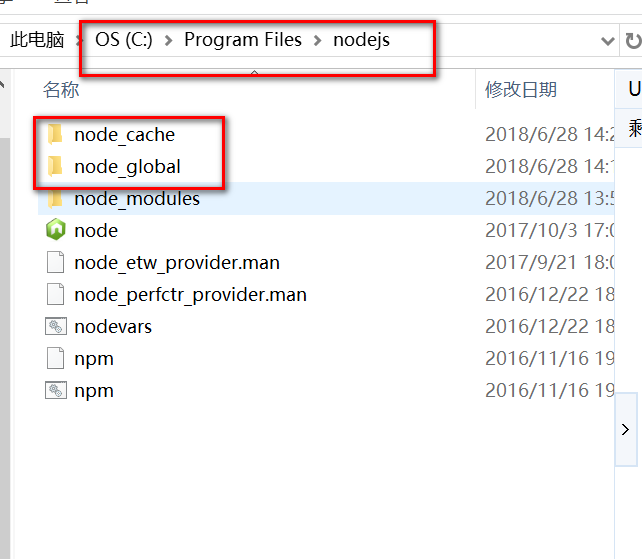 此电脑 OS (C:) Program Files nodejs
名称 修改日期
node_cache 2018/6/28 14:2
node_global 2018/6/28 14:1
node_modules 2018/6/28 13:5
node 2017/10/3 17:0
node_etw_provider.man 2017/9/21 18:0
node_perfctr_provider.man 2016/12/22 18
nodevars 2016/12/22 18
npm 2016/11/16 19
npm 2016/11/16 19
U
剩